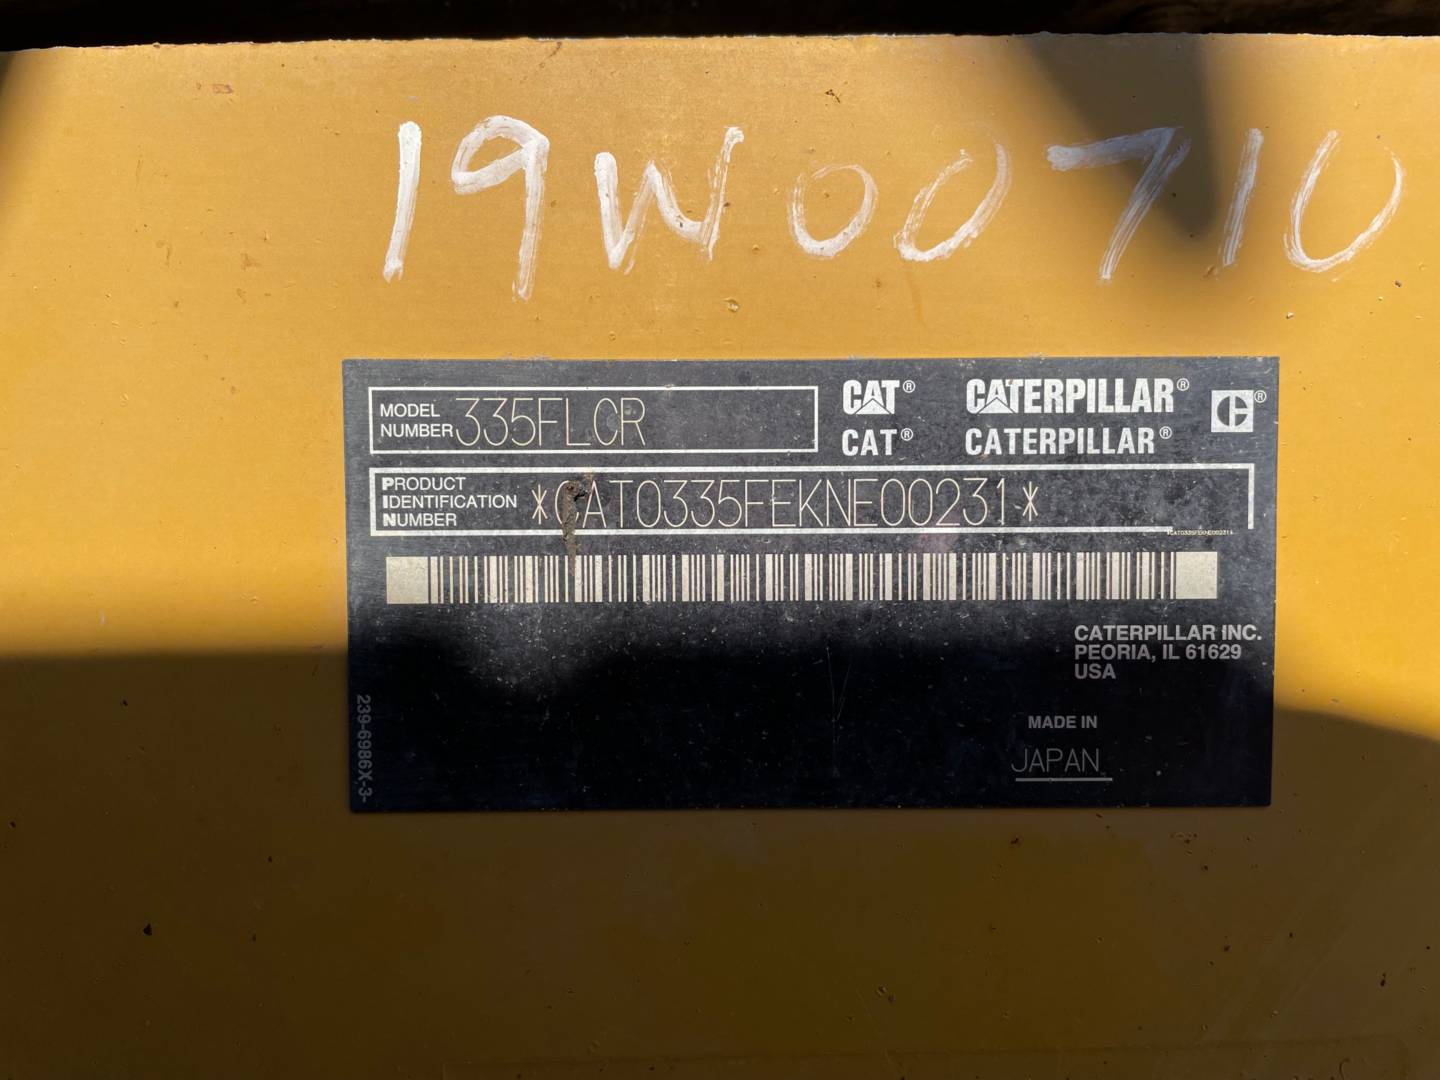 19W00710
MODEL NUMBER 335FLCR
CAT® CATERPILLAR®
CAT® CATERPILLAR®
PRODUCT IDENTIFICATION NUMBER *CAT0335FEKNE00231*
*CAT0335FEKNE00231*
CATERPILLAR INC.
PEORIA, IL 61629
USA
MADE IN
JAPAN
239-6986X-3-